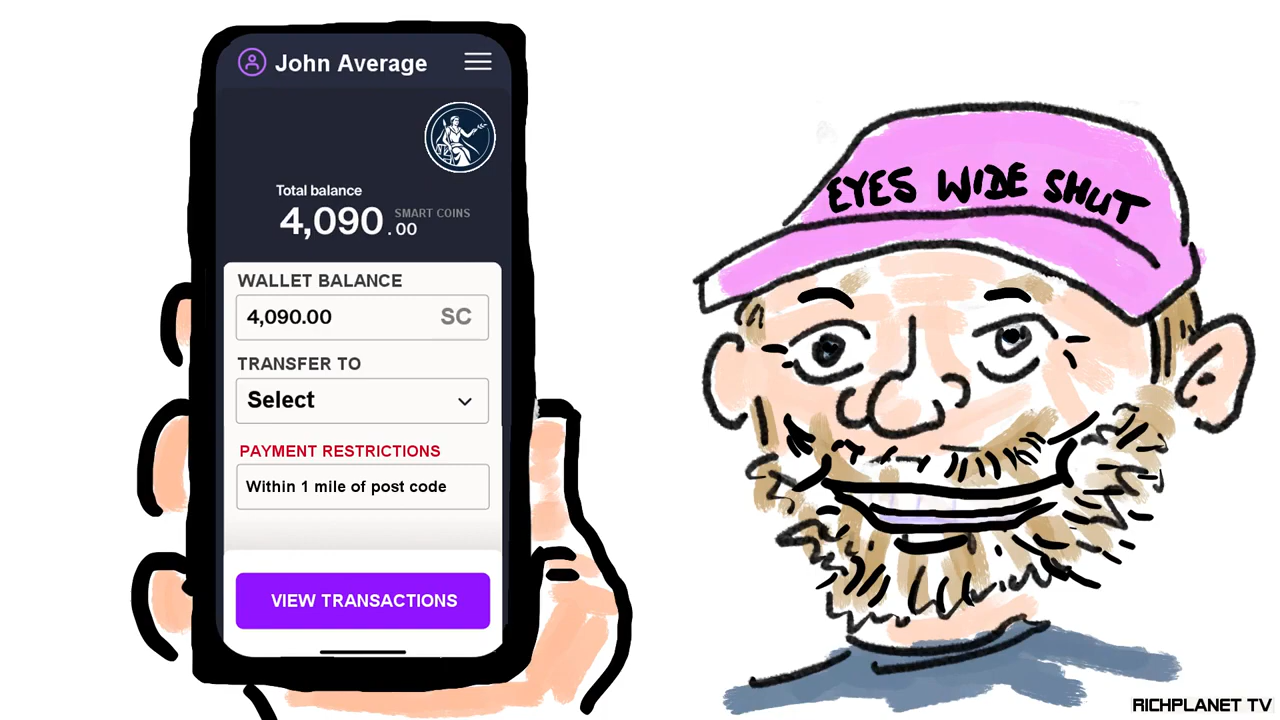 John Average
Total balance
4,090.00 SMART COINS
WALLET BALANCE
4,090.00 SC
TRANSFER TO
Select
PAYMENT RESTRICTIONS
Within 1 mile of post code
VIEW TRANSACTIONS
EYES WIDE SHUT
RICHPLANET TV